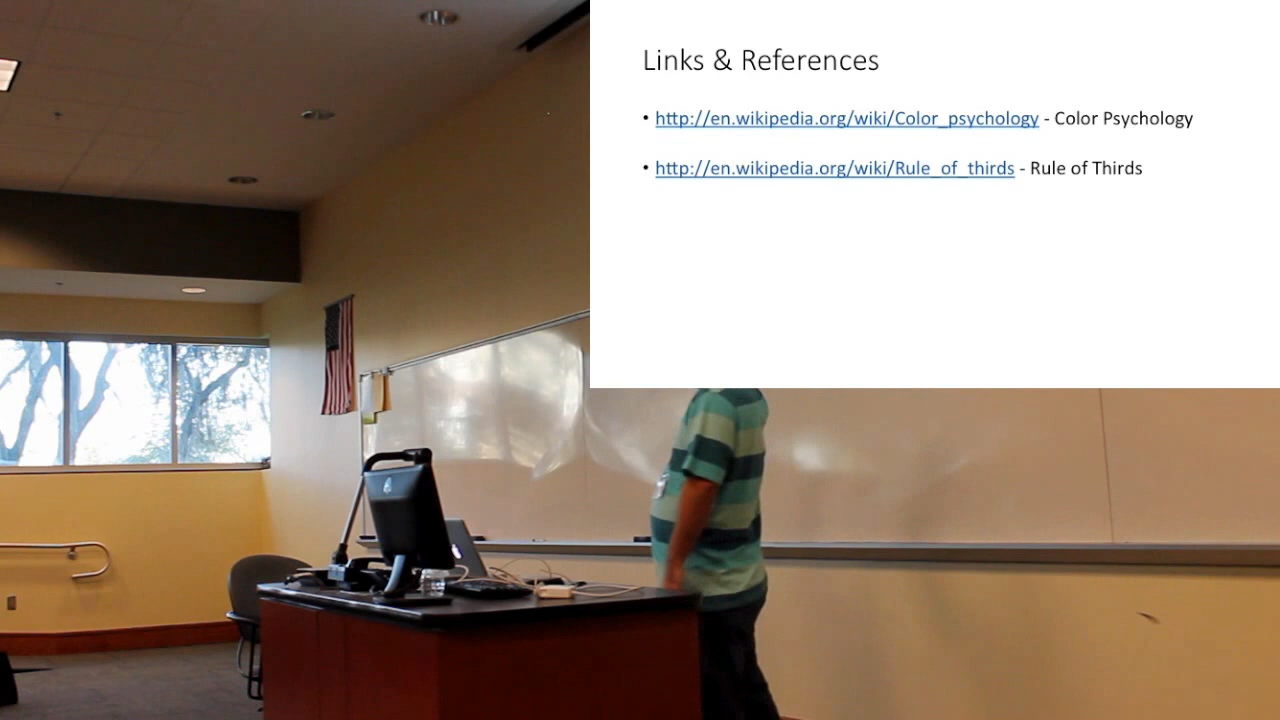 Links & References
• http://en.wikipedia.org/wiki/Color_psychology - Color Psychology
• http://en.wikipedia.org/wiki/Rule_of_thirds - Rule of Thirds